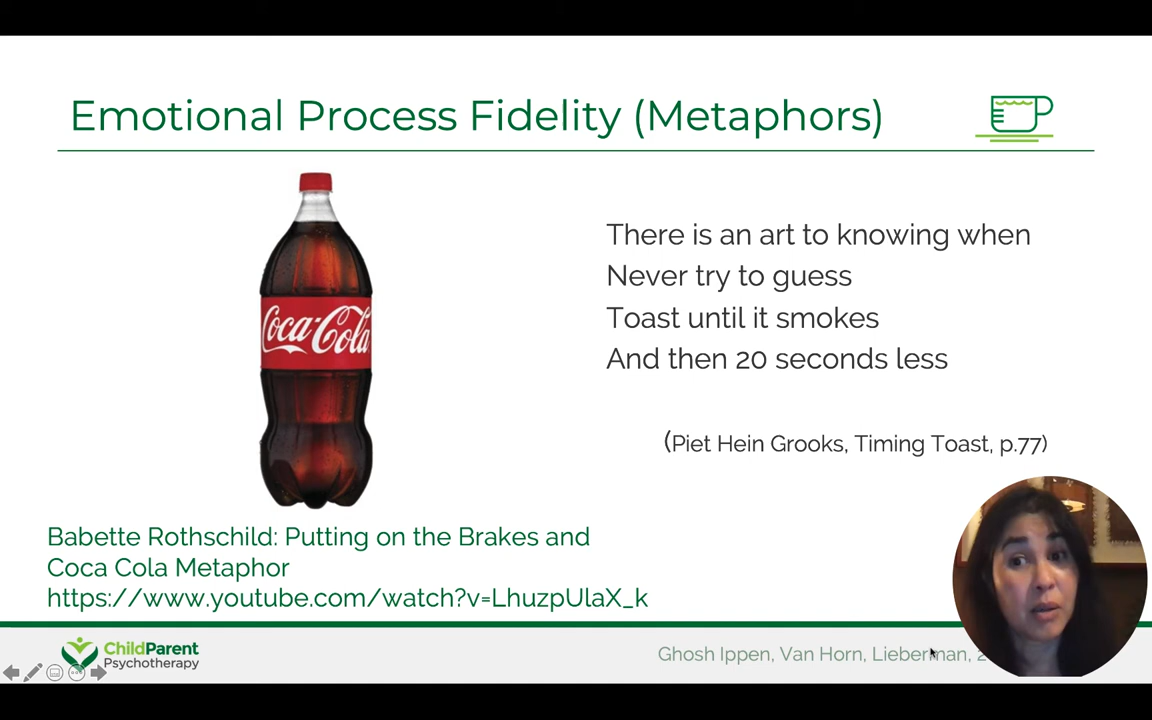 Emotional Process Fidelity (Metaphors)
Coca-Cola
There is an art to knowing when
Never try to guess
Toast until it smokes
And then 20 seconds less
(Piet Hein Grooks, Timing Toast, p.77)
Babette Rothschild: Putting on the Brakes and
Coca Cola Metaphor
https://www.youtube.com/watch?v=LhuzpUlaX_k
ChildParent
Psychotherapy
Ghosh Ippen, Van Horn, Lieberman,